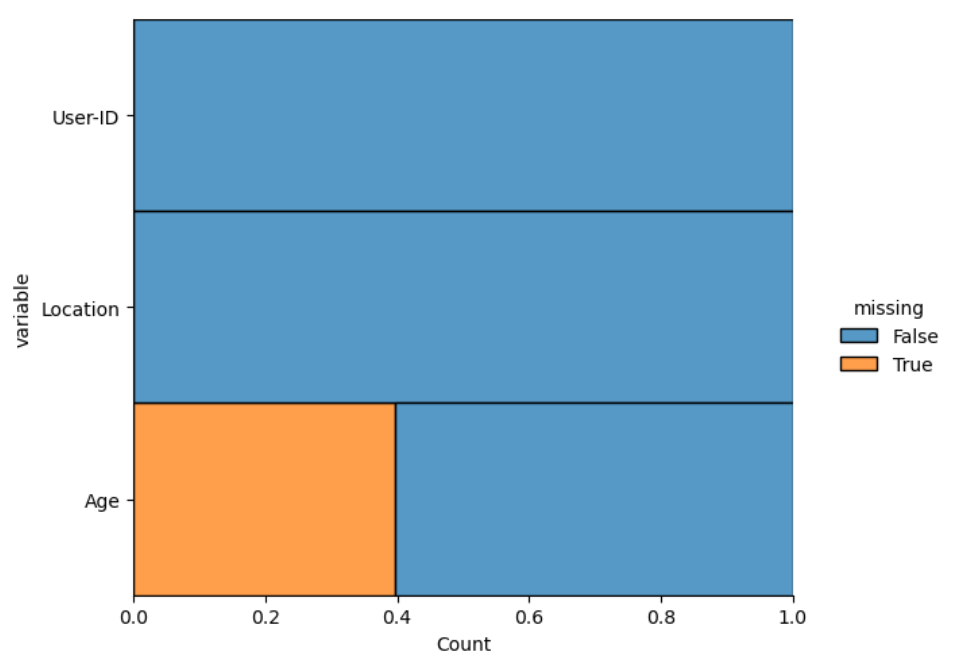 User-ID
Location
Age
variable
0.0 0.2 0.4 0.6 0.8 1.0
Count
missing
False
True